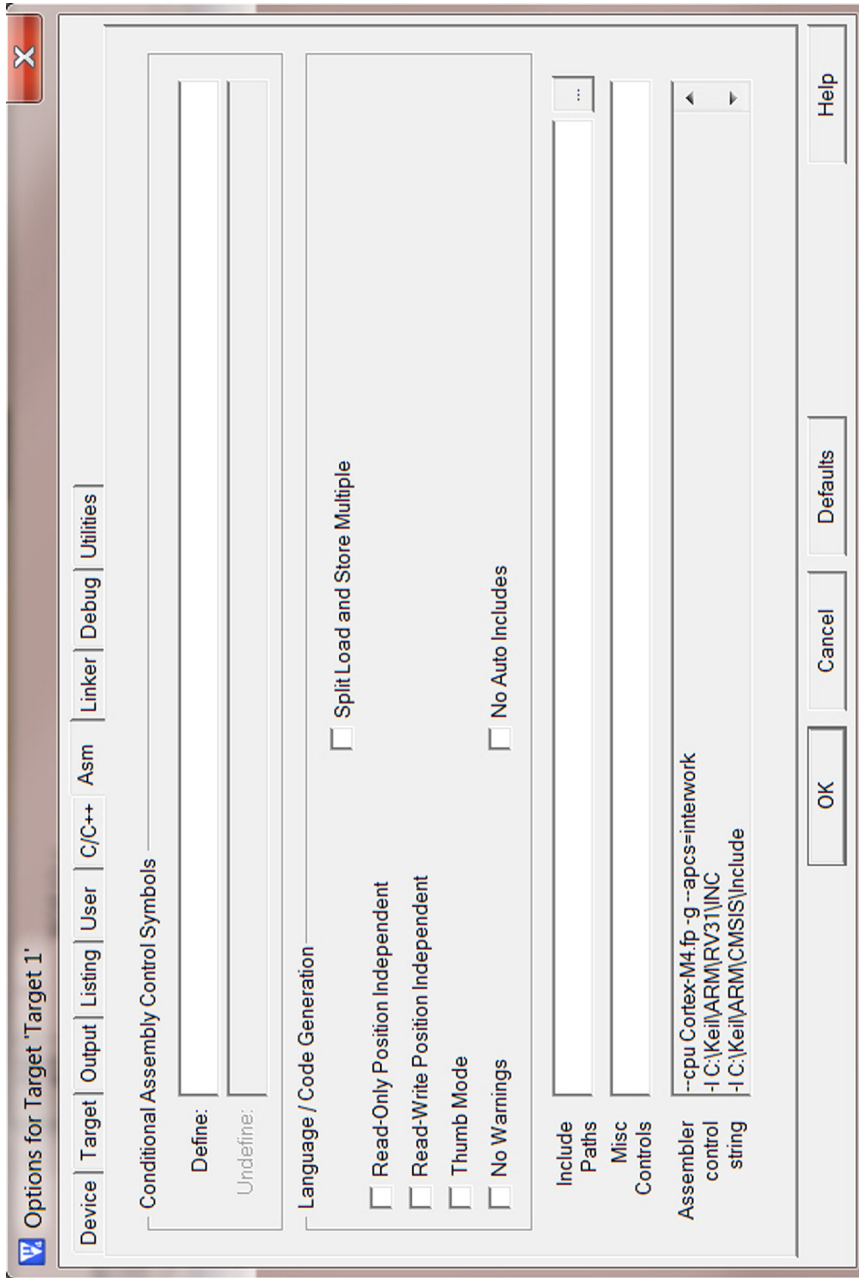 Options for Target 'Target 1'
Device Target Output Listing User C/C++ Asm Linker Debug Utilities
Conditional Assembly Control Symbols
Define:
Undefine:
Language / Code Generation
Read-Only Position Independent
Split Load and Store Multiple
Read-Write Position Independent
Thumb Mode
No Warnings
No Auto Includes
Include
Paths
...
Misc
Controls
Assembler
control
string
--cpu Cortex-M4.fp -g --apcs=interwork
-I C:\Keil\ARM\RV31\INC
-I C:\Keil\ARM\CMSIS\Include
OK Cancel Defaults Help